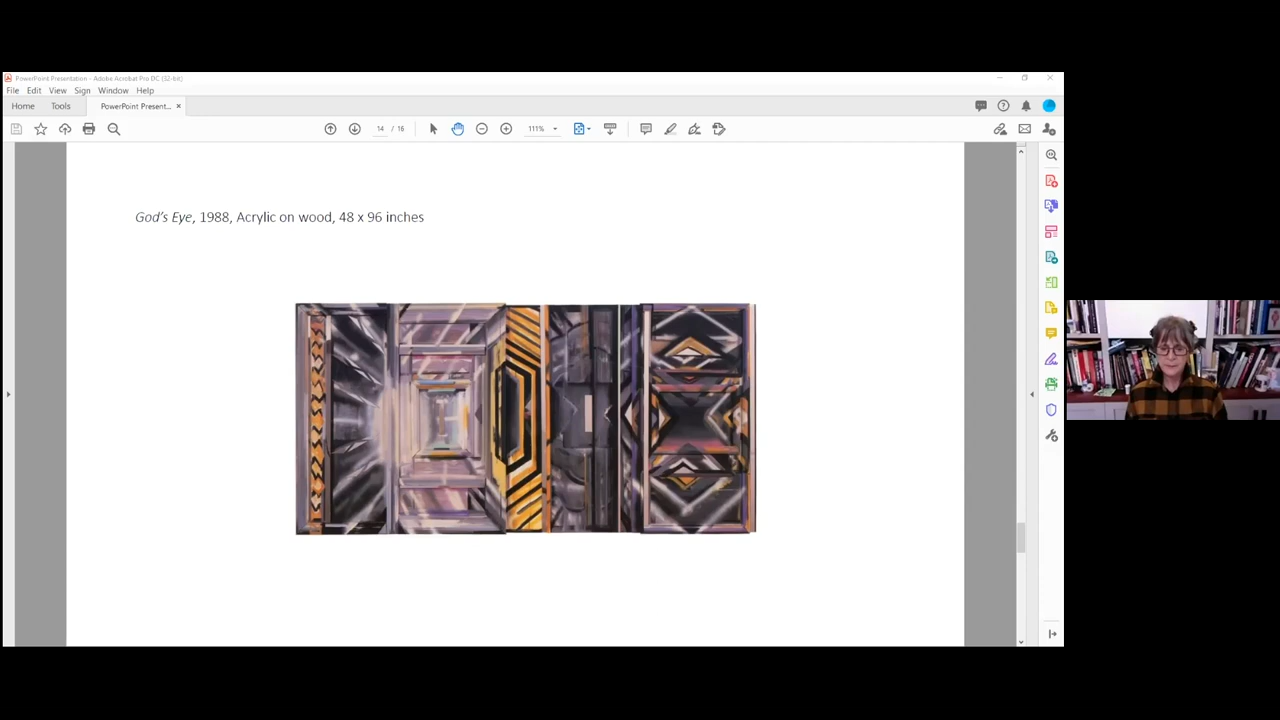 PowerPoint Presentation - Adobe Acrobat Pro DC (32-bit)
File Edit View Sign Window Help
Home Tools PowerPoint Present... ×
14 / 16 111%
God's Eye, 1988, Acrylic on wood, 48 x 96 inches